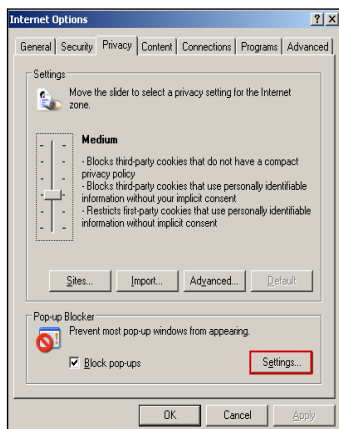 Internet Options
General Security Privacy Content Connections Programs Advanced
Settings
Move the slider to select a privacy setting for the Internet
zone.
Medium
- Blocks third-party cookies that do not have a compact
privacy policy
- Blocks third-party cookies that use personally identifiable
information without your implicit consent
- Restricts first-party cookies that use personally identifiable
information without implicit consent
Sites... Import... Advanced... Default
Pop-up Blocker
Prevent most pop-up windows from appearing.
Block pop-ups Settings...
OK Cancel Apply